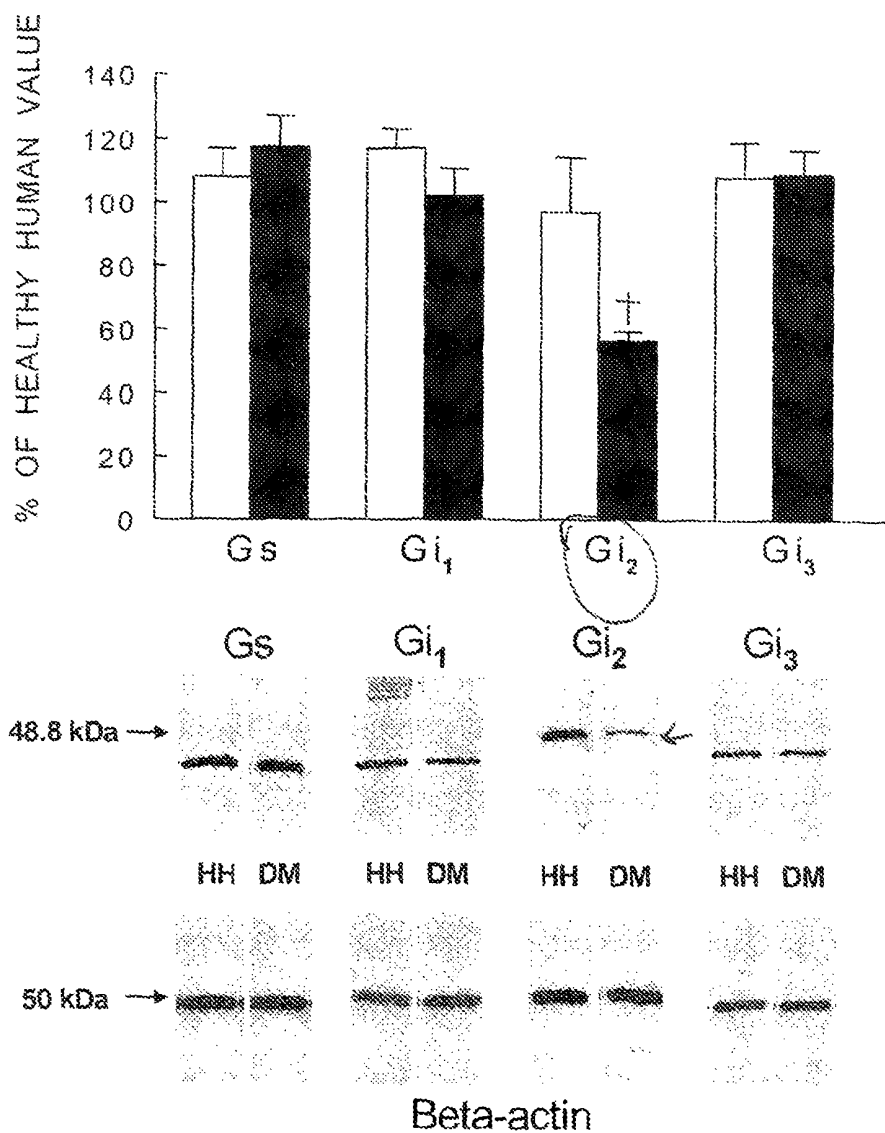 % OF HEALTHY HUMAN VALUE
140
120
100
80
60
40
20
0
†
Gs Gi₁ Gi₂ Gi₃
Gs Gi₁ Gi₂ Gi₃
48.8 kDa
HH DM HH DM HH DM HH DM
50 kDa
Beta-actin